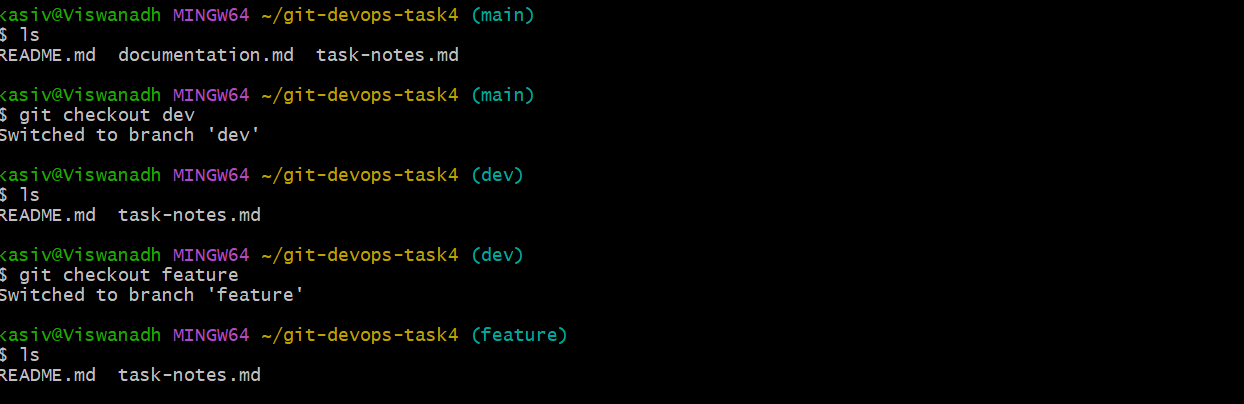 kasiv@Viswanadh MINGW64 ~/git-devops-task4 (main)
$ ls
README.md  documentation.md  task-notes.md
kasiv@Viswanadh MINGW64 ~/git-devops-task4 (main)
$ git checkout dev
Switched to branch 'dev'
kasiv@Viswanadh MINGW64 ~/git-devops-task4 (dev)
$ ls
README.md  task-notes.md
kasiv@Viswanadh MINGW64 ~/git-devops-task4 (dev)
$ git checkout feature
Switched to branch 'feature'
kasiv@Viswanadh MINGW64 ~/git-devops-task4 (feature)
$ ls
README.md  task-notes.md